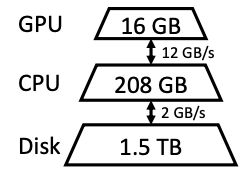 GPU 16 GB
12 GB/s
CPU 208 GB
2 GB/s
Disk 1.5 TB